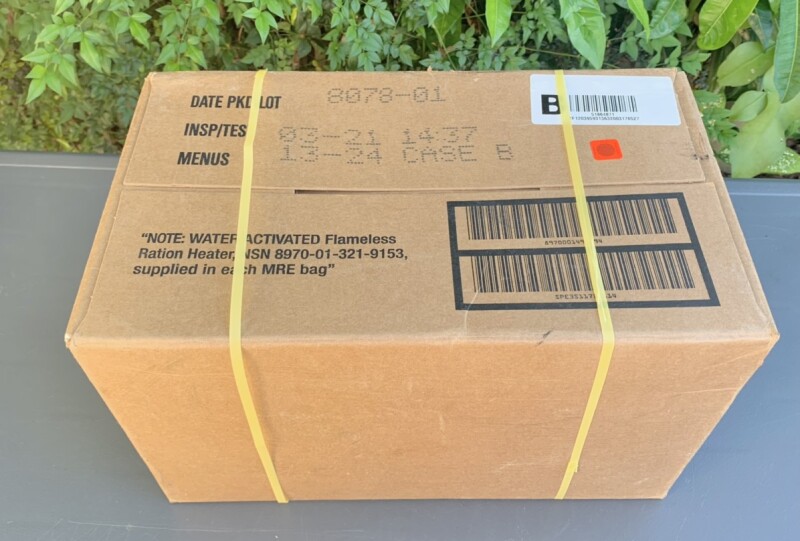 DATE PKD/LOT 8078-01
INSP/TES 03-21 14:37
MENUS 13-24 CASE B
B
"NOTE: WATER ACTIVATED Flameless
Ration Heater, NSN 8970-01-321-9153,
supplied in each MRE bag"